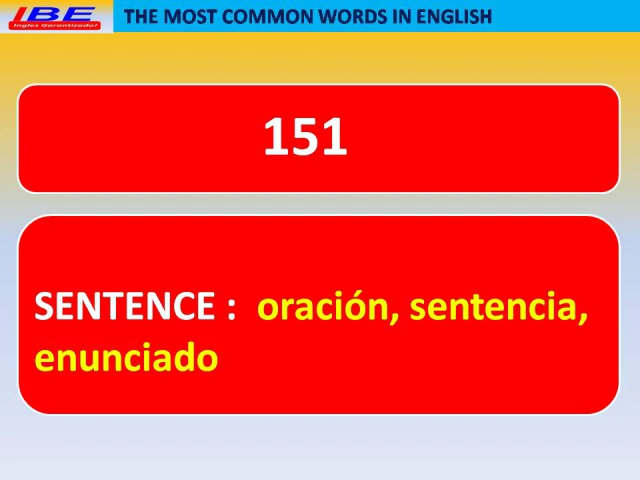 IBE
Ingles Garantizado!
THE MOST COMMON WORDS IN ENGLISH
151
SENTENCE : oración, sentencia,
enunciado